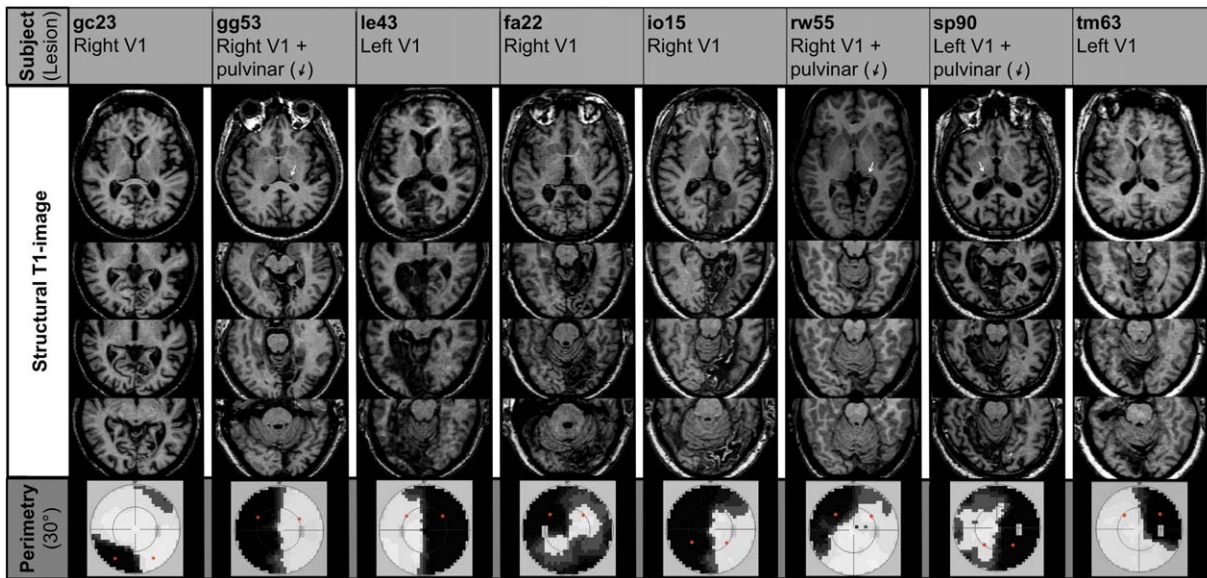 Subject
(Lesion)
gc23
Right V1
gg53
Right V1 +
pulvinar (↙)
le43
Left V1
fa22
Right V1
io15
Right V1
rw55
Right V1 +
pulvinar (↙)
sp90
Left V1 +
pulvinar (↙)
tm63
Left V1
Structural T1-image
Perimetry
(30°)